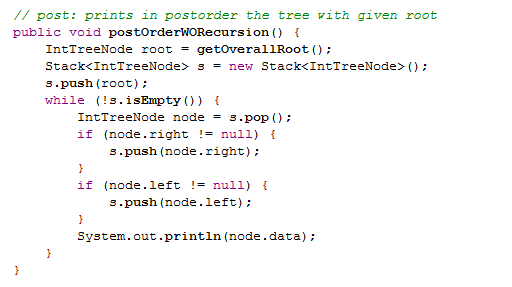 // post: prints in postorder the tree with given root
public void postOrderWORecursion() {
    IntTreeNode root = getOverallRoot();
    Stack<IntTreeNode> s = new Stack<IntTreeNode>();
    s.push(root);
    while (!s.isEmpty()) {
        IntTreeNode node = s.pop();
        if (node.right != null) {
            s.push(node.right);
        }
        if (node.left != null) {
            s.push(node.left);
        }
        System.out.println(node.data);
    }
}